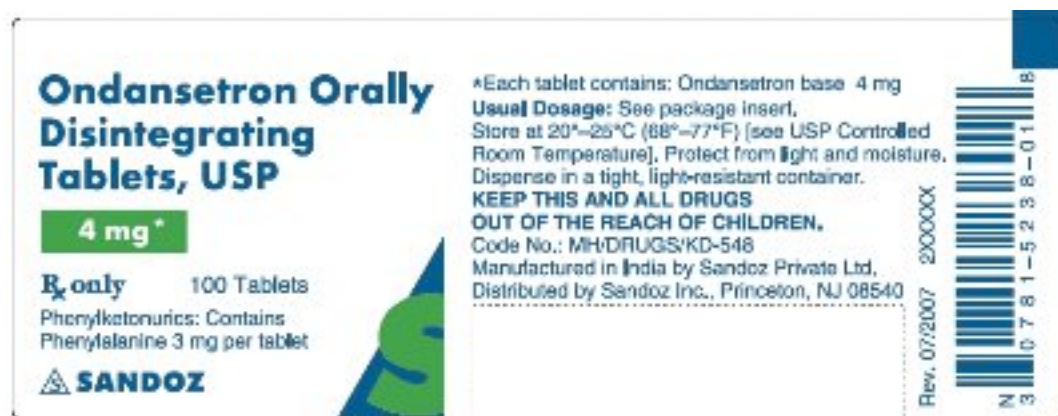 Ondansetron Orally
Disintegrating
Tablets, USP
4 mg*
Rx only 100 Tablets
Phenylketonurics: Contains
Phenylalanine 3 mg per tablet
SANDOZ
*Each tablet contains: Ondansetron base 4 mg
Usual Dosage: See package insert.
Store at 20°–25°C (68°–77°F) [see USP Controlled
Room Temperature]. Protect from light and moisture.
Dispense in a tight, light-resistant container.
KEEP THIS AND ALL DRUGS
OUT OF THE REACH OF CHILDREN.
Code No.: MH/DRUGS/KD-548
Manufactured in India by Sandoz Private Ltd.
Distributed by Sandoz Inc., Princeton, NJ 08540
Rev. 07/2007 2XXXXX
N
3 0781-5238-01 8